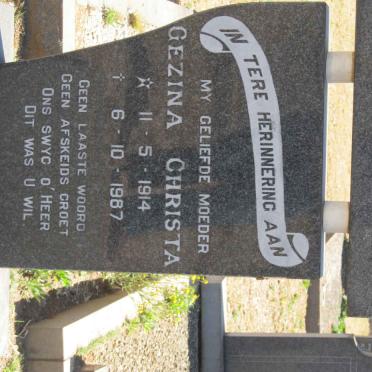 IN TERE HERINNERING AAN
MY GELIEFDE MOEDER
GEZINA CHRISTA
☆ 11 - 5 - 1914
✝ 6 - 10 - 1987
GEEN LAASTE WOORD
GEEN AFSKEIDS GROET
ONS SWYG O' HEER
DIT WAS U WIL